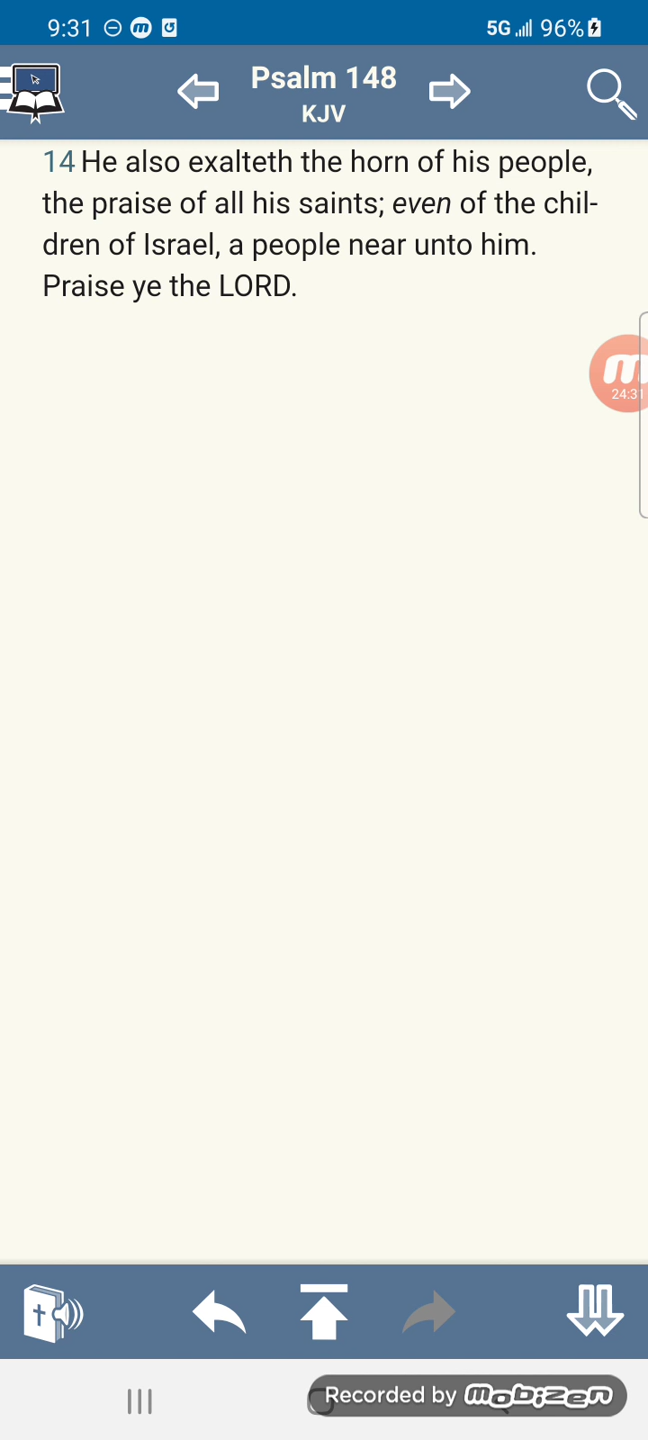 9:31
5G 96%
Psalm 148
KJV
14 He also exalteth the horn of his people,
the praise of all his saints; even of the chil-
dren of Israel, a people near unto him.
Praise ye the LORD.
m
24:31
Recorded by mobizen